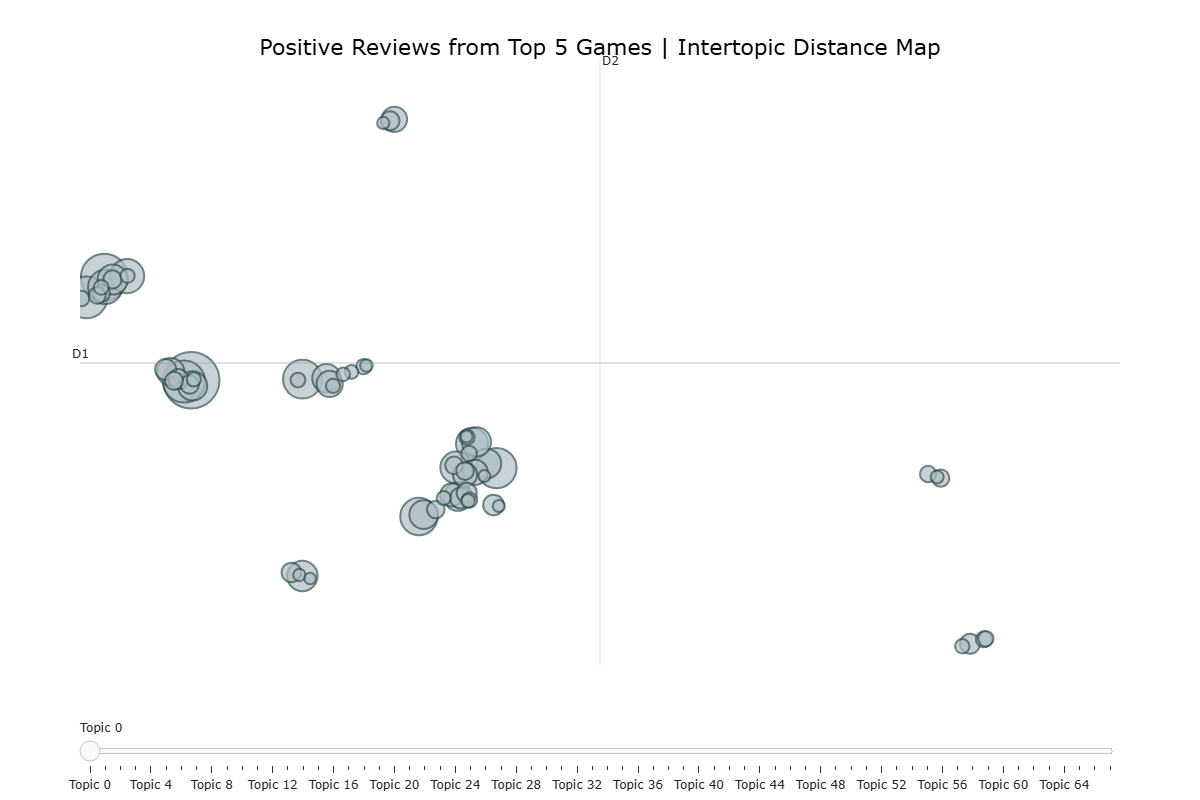 Positive Reviews from Top 5 Games | Intertopic Distance Map
D2
D1
Topic 0
Topic 0 Topic 4 Topic 8 Topic 12 Topic 16 Topic 20 Topic 24 Topic 28 Topic 32 Topic 36 Topic 40 Topic 44 Topic 48 Topic 52 Topic 56 Topic 60 Topic 64